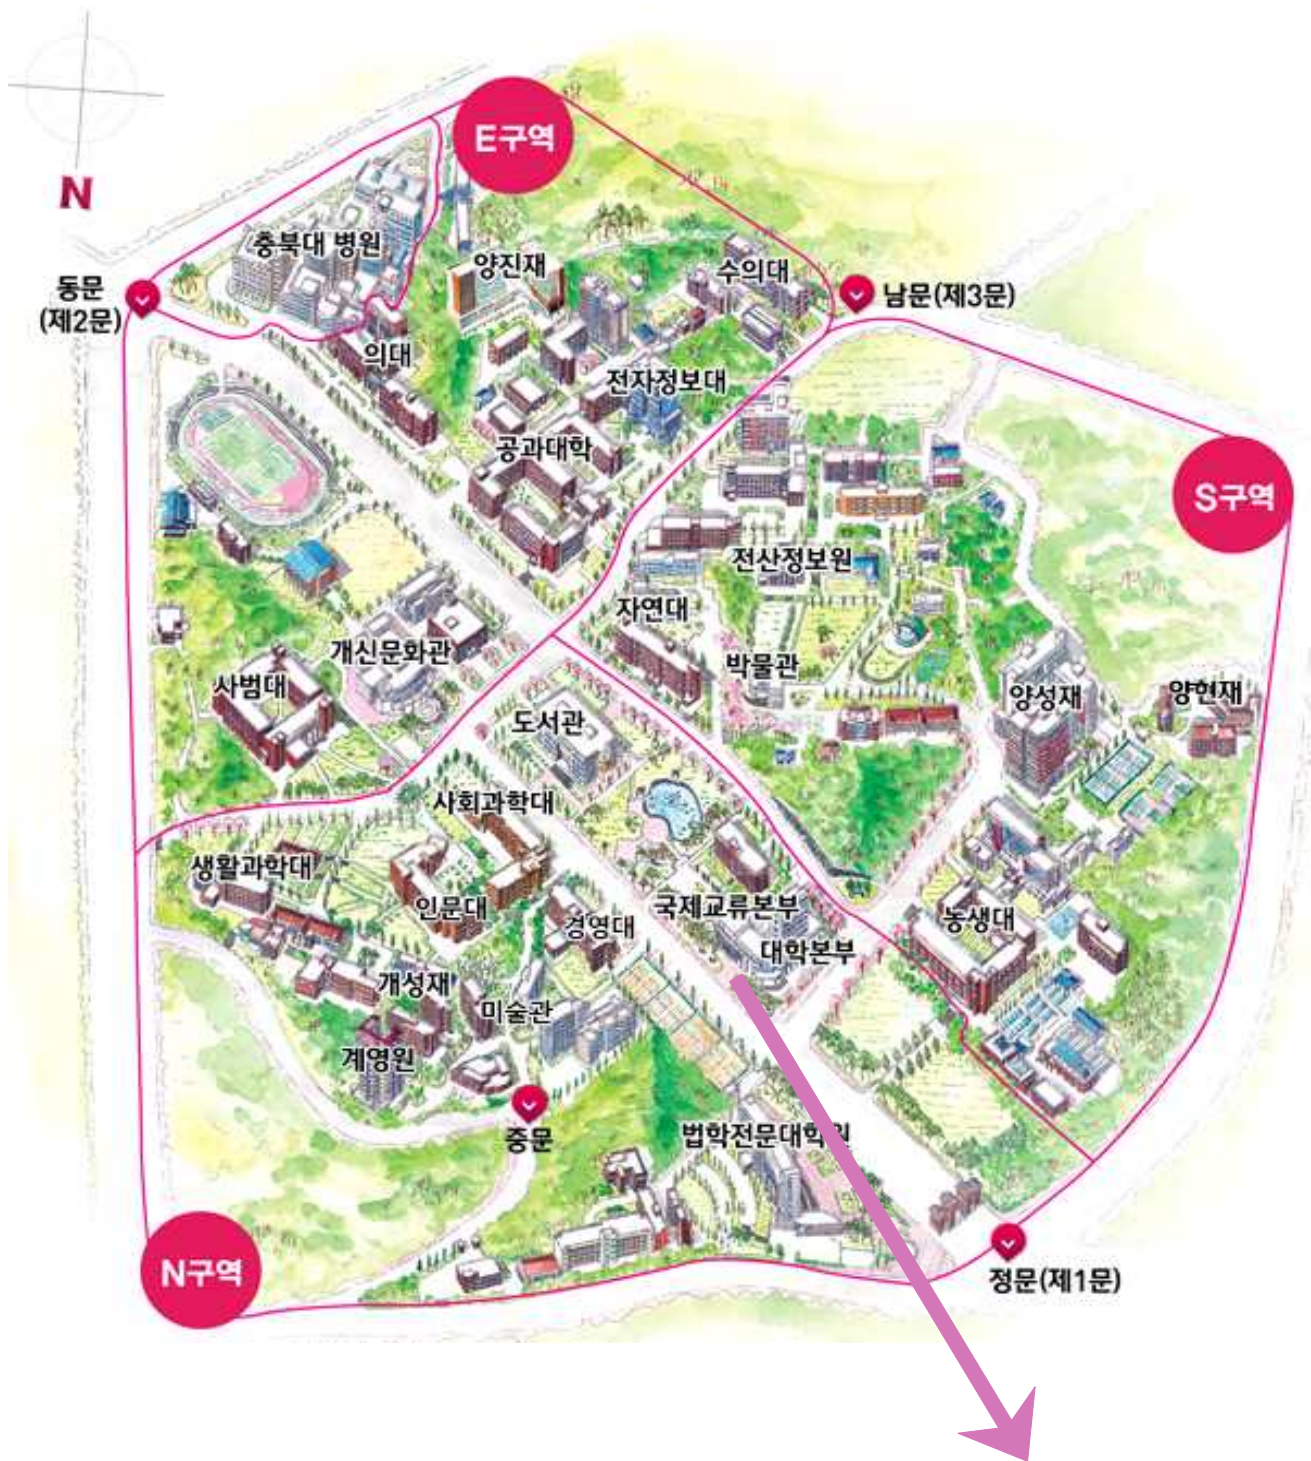 E구역
N
충북대 병원
양진재
수의대
동문
(제2문)
남문(제3문)
의대
전자정보대
공과대학
S구역
전산정보원
자연대
개신문화관
박물관
사범대
양성재
양현재
도서관
사회과학대
생활과학대
인문대
경영대
국제교류본부
농생대
대학본부
개성재
미술관
계영원
중문
법학전문대학원
N구역
정문(제1문)